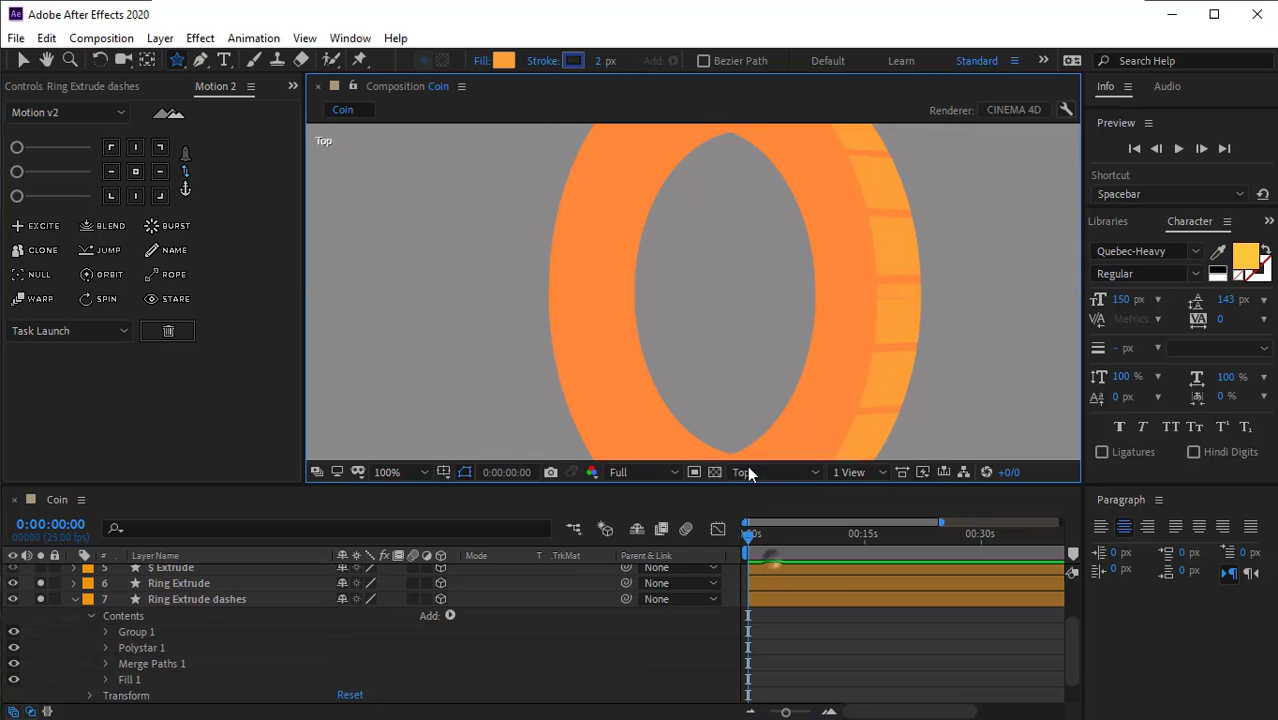 Ae Adobe After Effects 2020
File Edit Composition Layer Effect Animation View Window Help
Fill: Stroke: 2 px Add: Bezier Path Default Learn Standard Search Help
Controls Ring Extrude dashes Motion 2
Composition Coin
Info Audio
Motion v2
Coin
Renderer: CINEMA 4D
Preview
Top
Shortcut
Spacebar
Libraries Character
EXCITE BLEND BURST
CLONE JUMP NAME
NULL ORBIT ROPE
WARP SPIN STARE
Quebec-Heavy
Regular
150 px 143 px
Metrics 0
Task Launch
- px
100 % 100 %
0 px 0 %
T T TT Tr T¹ T₁
Ligatures Hindi Digits
100% 0:00:00:00 Full Top 1 View +0/0
Coin
Paragraph
0:00:00:00
00000 (25.00 fps)
:00s 00:15s 00:30s
# Layer Name Mode T .TrkMat Parent & Link
0 px 0 px
0 px 0 px
5 S Extrude None
6 Ring Extrude None
7 Ring Extrude dashes None
Contents Add:
Group 1
Polystar 1
Merge Paths 1
Fill 1
Transform Reset